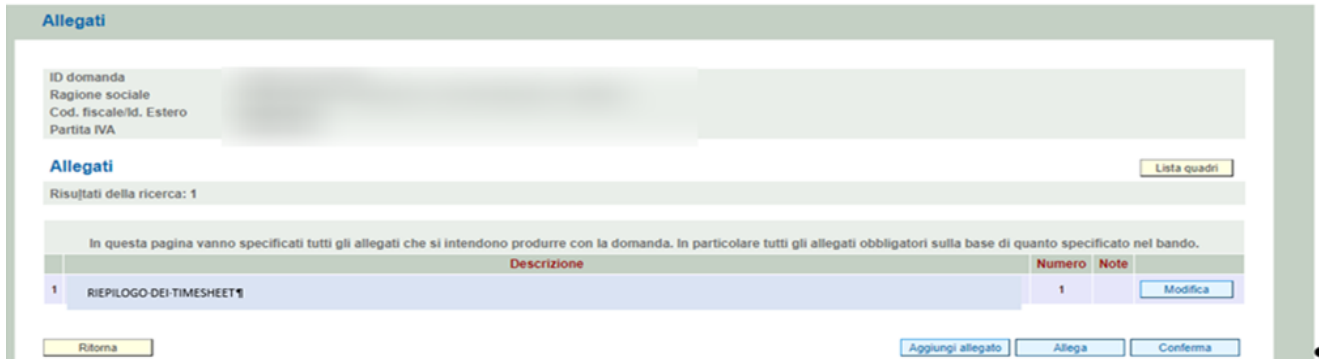 Allegati
ID domanda
Ragione sociale
Cod. fiscale/Id. Estero
Partita IVA
Allegati
Lista quadri
Risultati della ricerca: 1
In questa pagina vanno specificati tutti gli allegati che si intendono produrre con la domanda. In particolare tutti gli allegati obbligatori sulla base di quanto specificato nel bando.
Descrizione Numero Note
1 RIEPILOGO·DEI·TIMESHEET¶ 1 Modifica
Ritorna Aggiungi allegato Allega Conferma